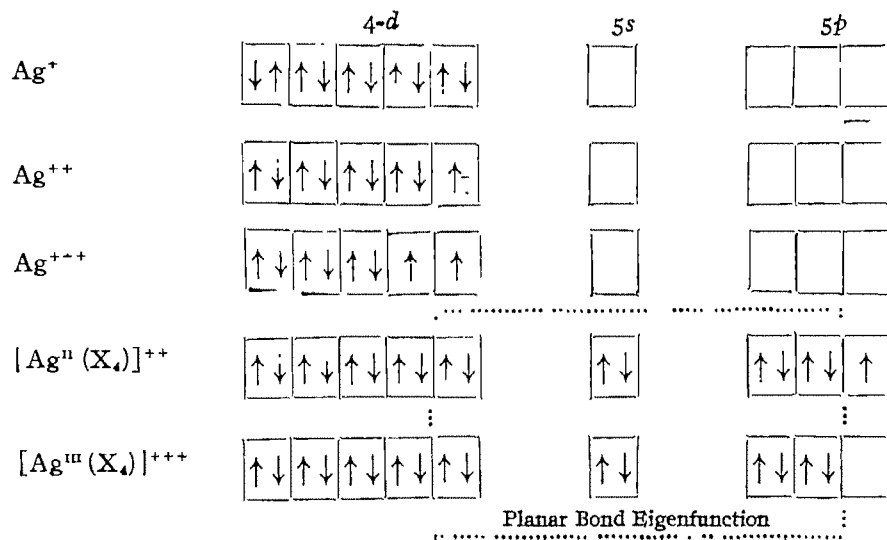 4-d 5s 5p
Ag⁺ ↓↑ ↑↓ ↑↓ ↑↓ ↑↓
Ag⁺⁺ ↑↓ ↑↓ ↑↓ ↑↓ ↑
Ag⁺⁺⁺ ↑↓ ↑↓ ↑↓ ↑ ↑
[Agᴵᴵ(X₄)]⁺⁺ ↑↓ ↑↓ ↑↓ ↑↓ ↑↓ ↑↓ ↑↓ ↑↓ ↑
[Agᴵᴵᴵ(X₄)]⁺⁺⁺ ↑↓ ↑↓ ↑↓ ↑↓ ↑↓ ↑↓ ↑↓ ↑↓
Planar Bond Eigenfunction